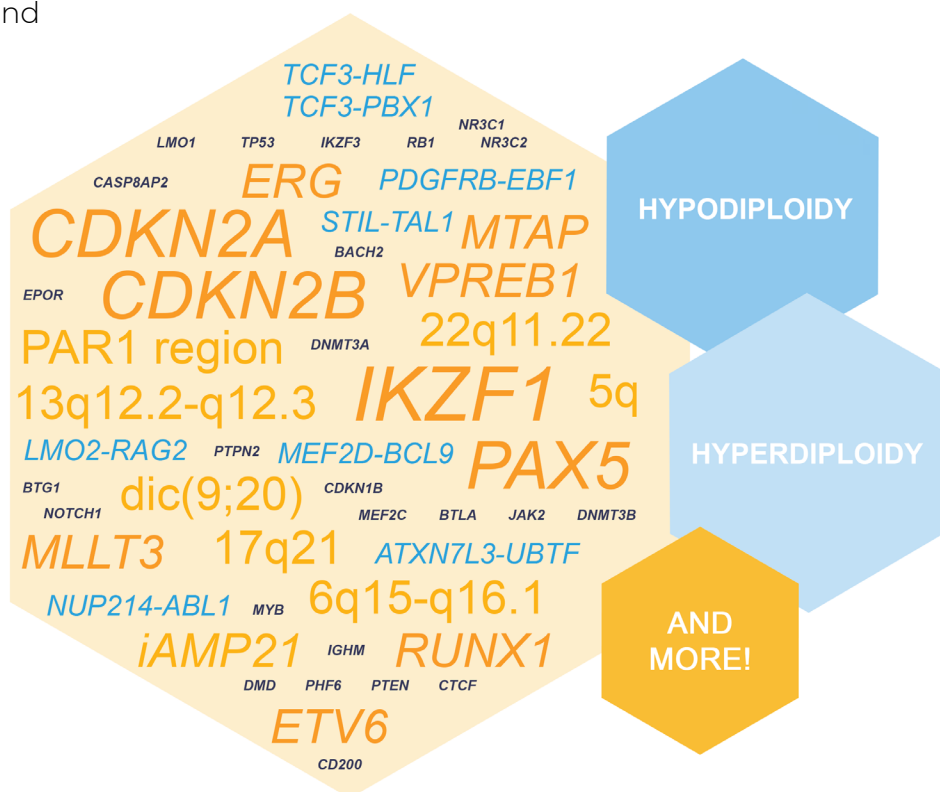 nd
TCF3-HLF
TCF3-PBX1
NR3C1
LMO1 TP53 IKZF3 RB1 NR3C2
CASP8AP2 ERG PDGFRB-EBF1
CDKN2A STIL-TAL1 MTAP
BACH2
EPOR CDKN2B VPREB1
PAR1 region DNMT3A 22q11.22
13q12.2-q12.3 IKZF1 5q
LMO2-RAG2 PTPN2 MEF2D-BCL9 PAX5
BTG1 dic(9;20) CDKN1B
NOTCH1 MEF2C BTLA JAK2 DNMT3B
MLLT3 17q21 ATXN7L3-UBTF
NUP214-ABL1 MYB 6q15-q16.1
iAMP21 IGHM RUNX1
DMD PHF6 PTEN CTCF
ETV6
CD200
HYPODIPLOIDY
HYPERDIPLOIDY
AND
MORE!